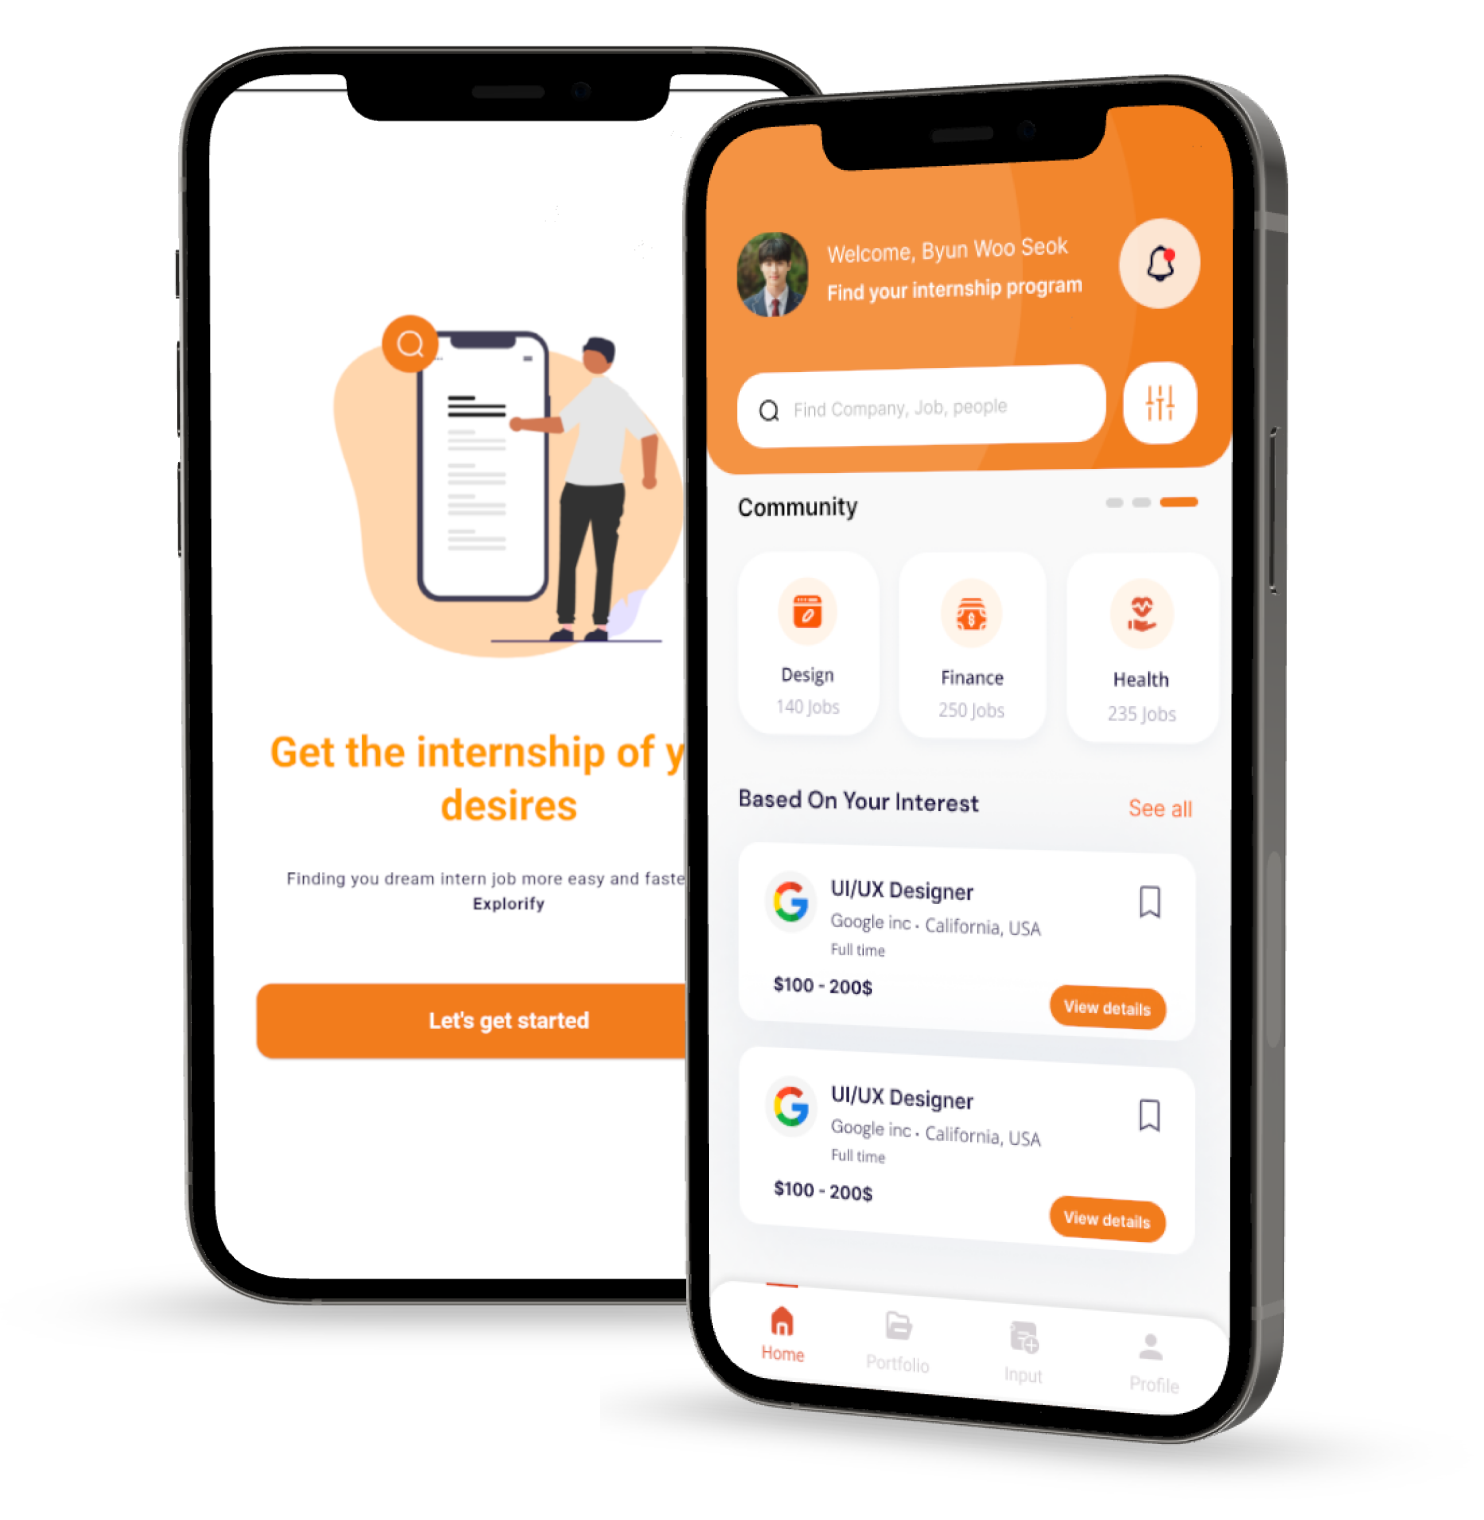 Get the internship of y
desires
Finding you dream intern job more easy and faste
Explorify
Let's get started
Welcome, Byun Woo Seok
Find your internship program
Find Company, Job, people
Community
Design
140 Jobs
Finance
250 Jobs
Health
235 Jobs
Based On Your Interest
See all
UI/UX Designer
Google inc • California, USA
Full time
$100 - 200$
View details
UI/UX Designer
Google inc • California, USA
Full time
$100 - 200$
View details
Home
Portfolio
Input
Profile